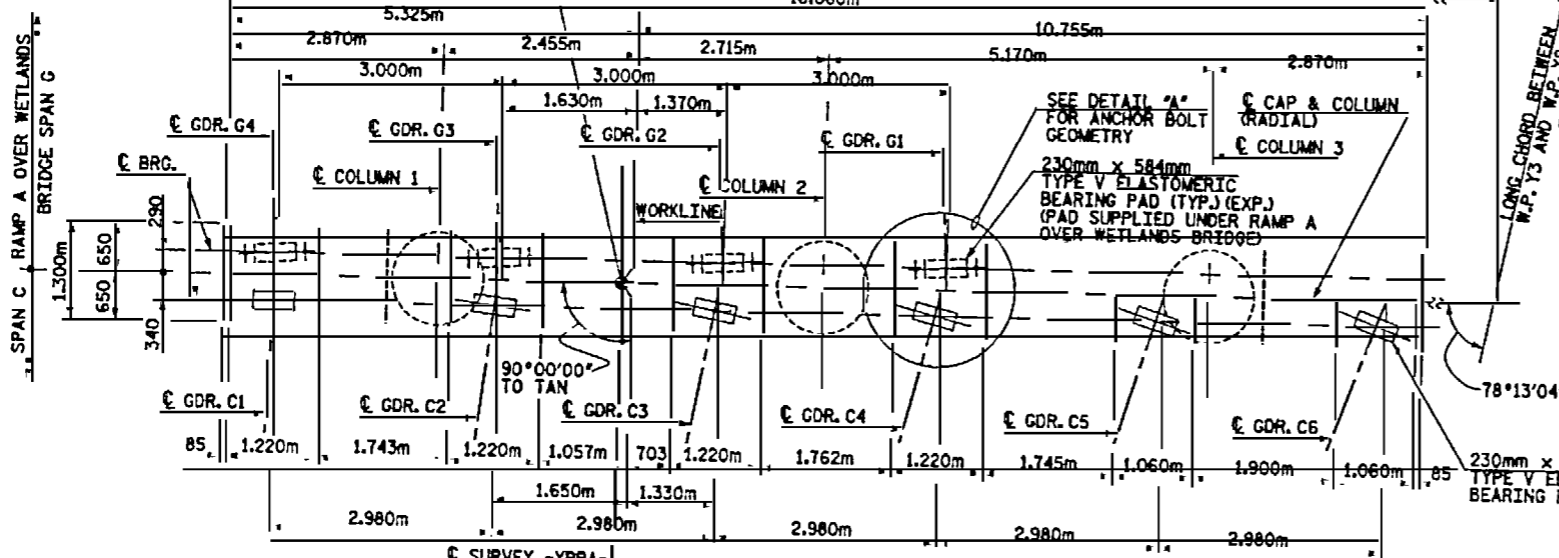 5.325m
10.755m
2.870m
2.455m
2.715m
5.170m
2.870m
3.000m
3.000m
3.000m
1.630m
1.370m
SEE DETAIL "A"
FOR ANCHOR BOLT
GEOMETRY
℄ CAP & COLUMN
(RADIAL)
℄ GDR. G4
℄ GDR. G3
℄ GDR. G2
℄ GDR. G1
℄ COLUMN 3
℄ BRG.
℄ COLUMN 1
℄ COLUMN 2
230mm x 584mm
TYPE V ELASTOMERIC
BEARING PAD (TYP.) (EXP.)
(PAD SUPPLIED UNDER RAMP A
OVER WETLANDS BRIDGE)
WORKLINE
SPAN C
RAMP A OVER WETLANDS
BRIDGE SPAN G
LONG CHORD BETWEEN
W.P. Y3 AND W.P.
1.300m
650
650
290
340
90°00'00"
TO TAN
78°13'04
℄ GDR. C1
℄ GDR. C2
℄ GDR. C3
℄ GDR. C4
℄ GDR. C5
℄ GDR. C6
85
1.220m
1.743m
1.220m
1.057m
703
1.220m
1.762m
1.220m
1.745m
1.060m
1.900m
1.060m
85
230mm x
TYPE V
BEARING
1.650m
1.330m
2.980m
2.980m
2.980m
2.980m
2.980m
℄ SURVEY